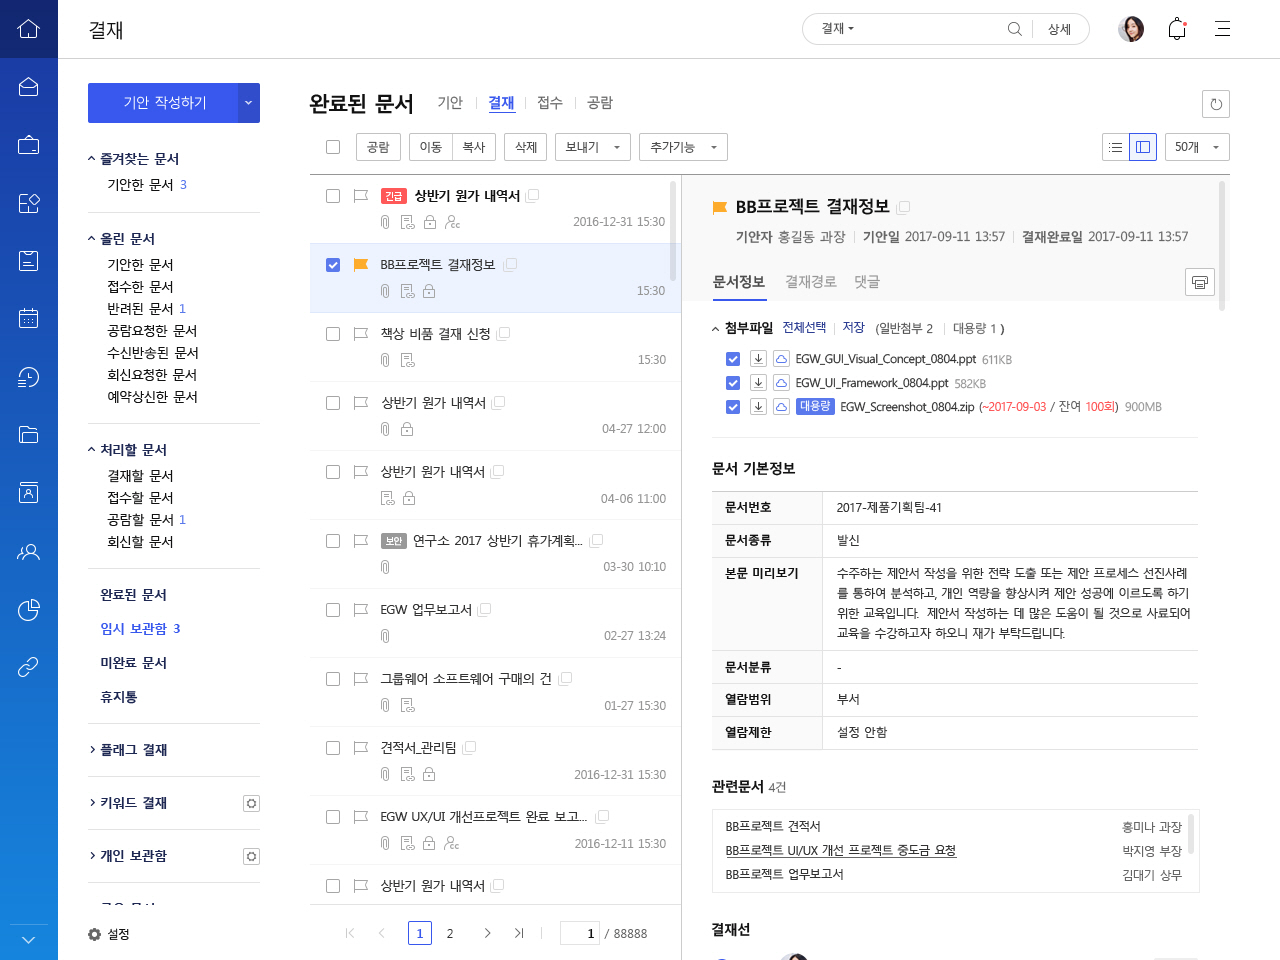 결재
결재
상세
기안 작성하기
즐겨찾는 문서
기안한 문서 3
올린 문서
기안한 문서
접수한 문서
반려된 문서 1
공람요청한 문서
수신반송된 문서
회신요청한 문서
예약상신한 문서
처리할 문서
결재할 문서
접수할 문서
공람할 문서 1
회신할 문서
완료된 문서
임시 보관함 3
미완료 문서
휴지통
플래그 결재
키워드 결재
개인 보관함
설정
완료된 문서
기안
결재
접수
공람
공람
이동
복사
삭제
보내기
추가기능
50개
긴급 상반기 원가 내역서
cc
2016-12-31 15:30
BB프로젝트 결재정보
15:30
책상 비품 결재 신청
15:30
상반기 원가 내역서
04-27 12:00
상반기 원가 내역서
04-06 11:00
보안 연구소 2017 상반기 휴가계획...
03-30 10:10
EGW 업무보고서
02-27 13:24
그룹웨어 소프트웨어 구매의 건
01-27 15:30
견적서_관리팀
2016-12-31 15:30
EGW UX/UI 개선프로젝트 완료 보고...
cc
2016-12-11 15:30
상반기 원가 내역서
1 2 1 / 88888
BB프로젝트 결재정보
기안자 홍길동 과장 기안일 2017-09-11 13:57 결재완료일 2017-09-11 13:57
문서정보
결재경로
댓글
첨부파일 전체선택 저장 (일반첨부 2 대용량 1 )
EGW_GUI_Visual_Concept_0804.ppt 611KB
EGW_UI_Framework_0804.ppt 582KB
대용량 EGW_Screenshot_0804.zip (~2017-09-03 / 잔여 100회) 900MB
문서 기본정보
문서번호 2017-제품기획팀-41
문서종류 발신
본문 미리보기 수주하는 제안서 작성을 위한 전략 도출 또는 제안 프로세스 선진사례
를 통하여 분석하고, 개인 역량을 향상시켜 제안 성공에 이르도록 하기
위한 교육입니다. 제안서 작성하는 데 많은 도움이 될 것으로 사료되어
교육을 수강하고자 하오니 재가 부탁드립니다.
문서분류 -
열람범위 부서
열람제한 설정 안함
관련문서 4건
BB프로젝트 견적서 홍미나 과장
BB프로젝트 UI/UX 개선 프로젝트 중도금 요청 박지영 부장
BB프로젝트 업무보고서 김대기 상무
결재선